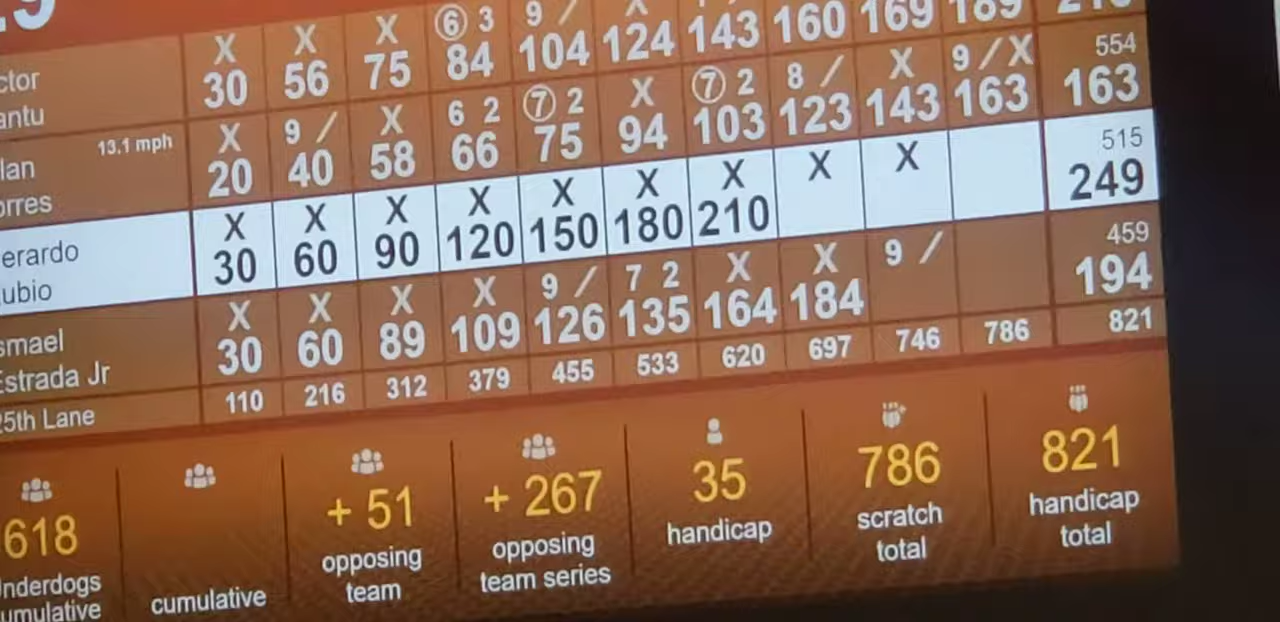 X X X ⑥ 3 9 /
30 56 75 84 104 124 143 160 169 189
ctor
antu
554
X 9 / X 6 2 ⑦ 2 X ⑦ 2 8 / X 9 / X
20 40 58 66 75 94 103 123 143 163 163
13.1 mph
lan
orres
515
X X X X X X X X X
30 60 90 120 150 180 210 249
erardo
ubio
459
X X X X 9 / 7 2 X X 9 /
30 60 89 109 126 135 164 184 194
smael
Estrada Jr
25th Lane 110 216 312 379 455 533 620 697 746 786 821
618 + 51 + 267 35 786 821
Underdogs cumulative
cumulative
opposing team
opposing team series
handicap
scratch total
handicap total